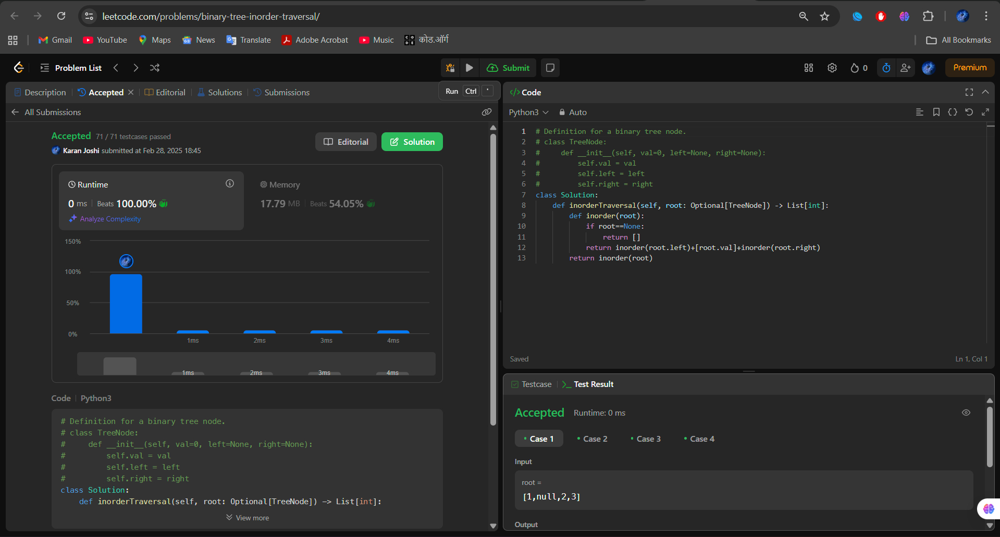 leetcode.com/problems/binary-tree-inorder-traversal/
Gmail YouTube Maps News Translate Adobe Acrobat Music कोड.ऑर्ग All Bookmarks
Problem List Submit 0 Premium
Description Accepted Editorial Solutions Submissions
Run Ctrl '
All Submissions
Accepted 71 / 71 testcases passed
Karan Joshi submitted at Feb 28, 2025 18:45
Editorial Solution
Runtime
0 ms Beats 100.00%
Analyze Complexity
Memory
17.79 MB Beats 54.05%
150%
100%
50%
0%
1ms 2ms 3ms 4ms
1ms 2ms 3ms 4ms
Code Python3
# Definition for a binary tree node.
# class TreeNode:
#     def __init__(self, val=0, left=None, right=None):
#         self.val = val
#         self.left = left
#         self.right = right
class Solution:
    def inorderTraversal(self, root: Optional[TreeNode]) -> List[int]:
View more
</> Code
Python3 Auto
1 # Definition for a binary tree node.
2 # class TreeNode:
3 #     def __init__(self, val=0, left=None, right=None):
4 #         self.val = val
5 #         self.left = left
6 #         self.right = right
7 class Solution:
8     def inorderTraversal(self, root: Optional[TreeNode]) -> List[int]:
9         def inorder(root):
10             if root==None:
11                 return []
12             return inorder(root.left)+[root.val]+inorder(root.right)
13         return inorder(root)
Saved Ln 1, Col 1
Testcase Test Result
Accepted Runtime: 0 ms
Case 1 Case 2 Case 3 Case 4
Input
root =
[1,null,2,3]
Output